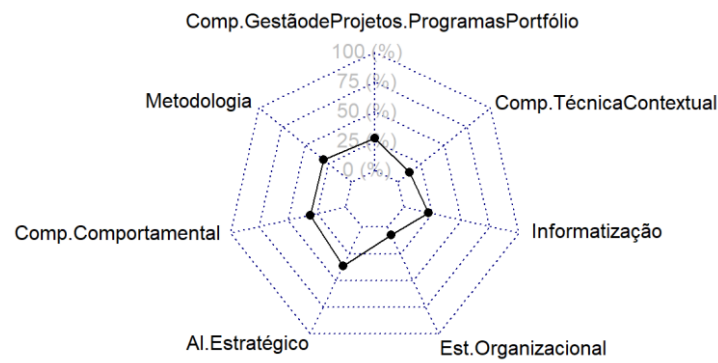 Comp.GestãodeProjetos.ProgramasPortfólio
100 (%)
Metodologia
75 (%)
Comp.TécnicaContextual
50 (%)
25 (%)
0 (%)
Comp.Comportamental
Informatização
Al.Estratégico
Est.Organizacional